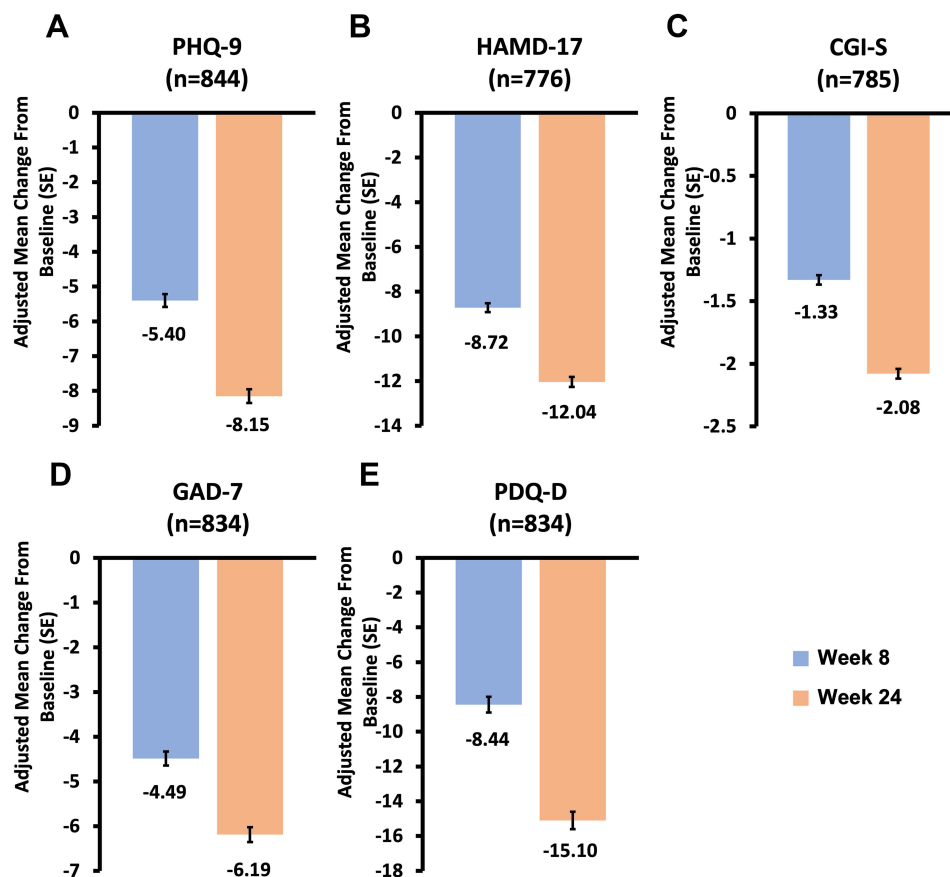 A
PHQ-9
(n=844)
Adjusted Mean Change From
Baseline (SE)
0
-1
-2
-3
-4
-5
-6
-7
-8
-9
-5.40
-8.15
B
HAMD-17
(n=776)
Adjusted Mean Change From
Baseline (SE)
0
-2
-4
-6
-8
-10
-12
-14
-8.72
-12.04
C
CGI-S
(n=785)
Adjusted Mean Change From
Baseline (SE)
0
-0.5
-1
-1.5
-2
-2.5
-1.33
-2.08
D
GAD-7
(n=834)
Adjusted Mean Change From
Baseline (SE)
0
-1
-2
-3
-4
-5
-6
-7
-4.49
-6.19
E
PDQ-D
(n=834)
Adjusted Mean Change From
Baseline (SE)
0
-2
-4
-6
-8
-10
-12
-14
-16
-18
-8.44
-15.10
Week 8
Week 24